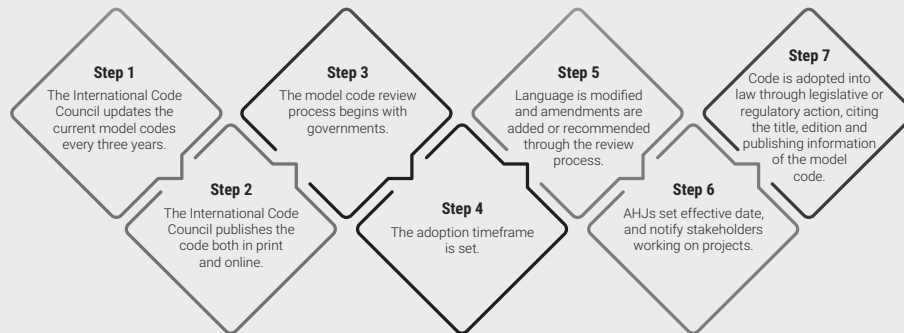 Step 1
The International Code
Council updates the
current model codes
every three years.
Step 2
The International Code
Council publishes the
code both in print
and online.
Step 3
The model code review
process begins with
governments.
Step 4
The adoption timeframe
is set.
Step 5
Language is modified
and amendments are
added or recommended
through the review
process.
Step 6
AHJs set effective date,
and notify stakeholders
working on projects.
Step 7
Code is adopted into
law through legislative or
regulatory action, citing
the title, edition and
publishing information
of the model
code.